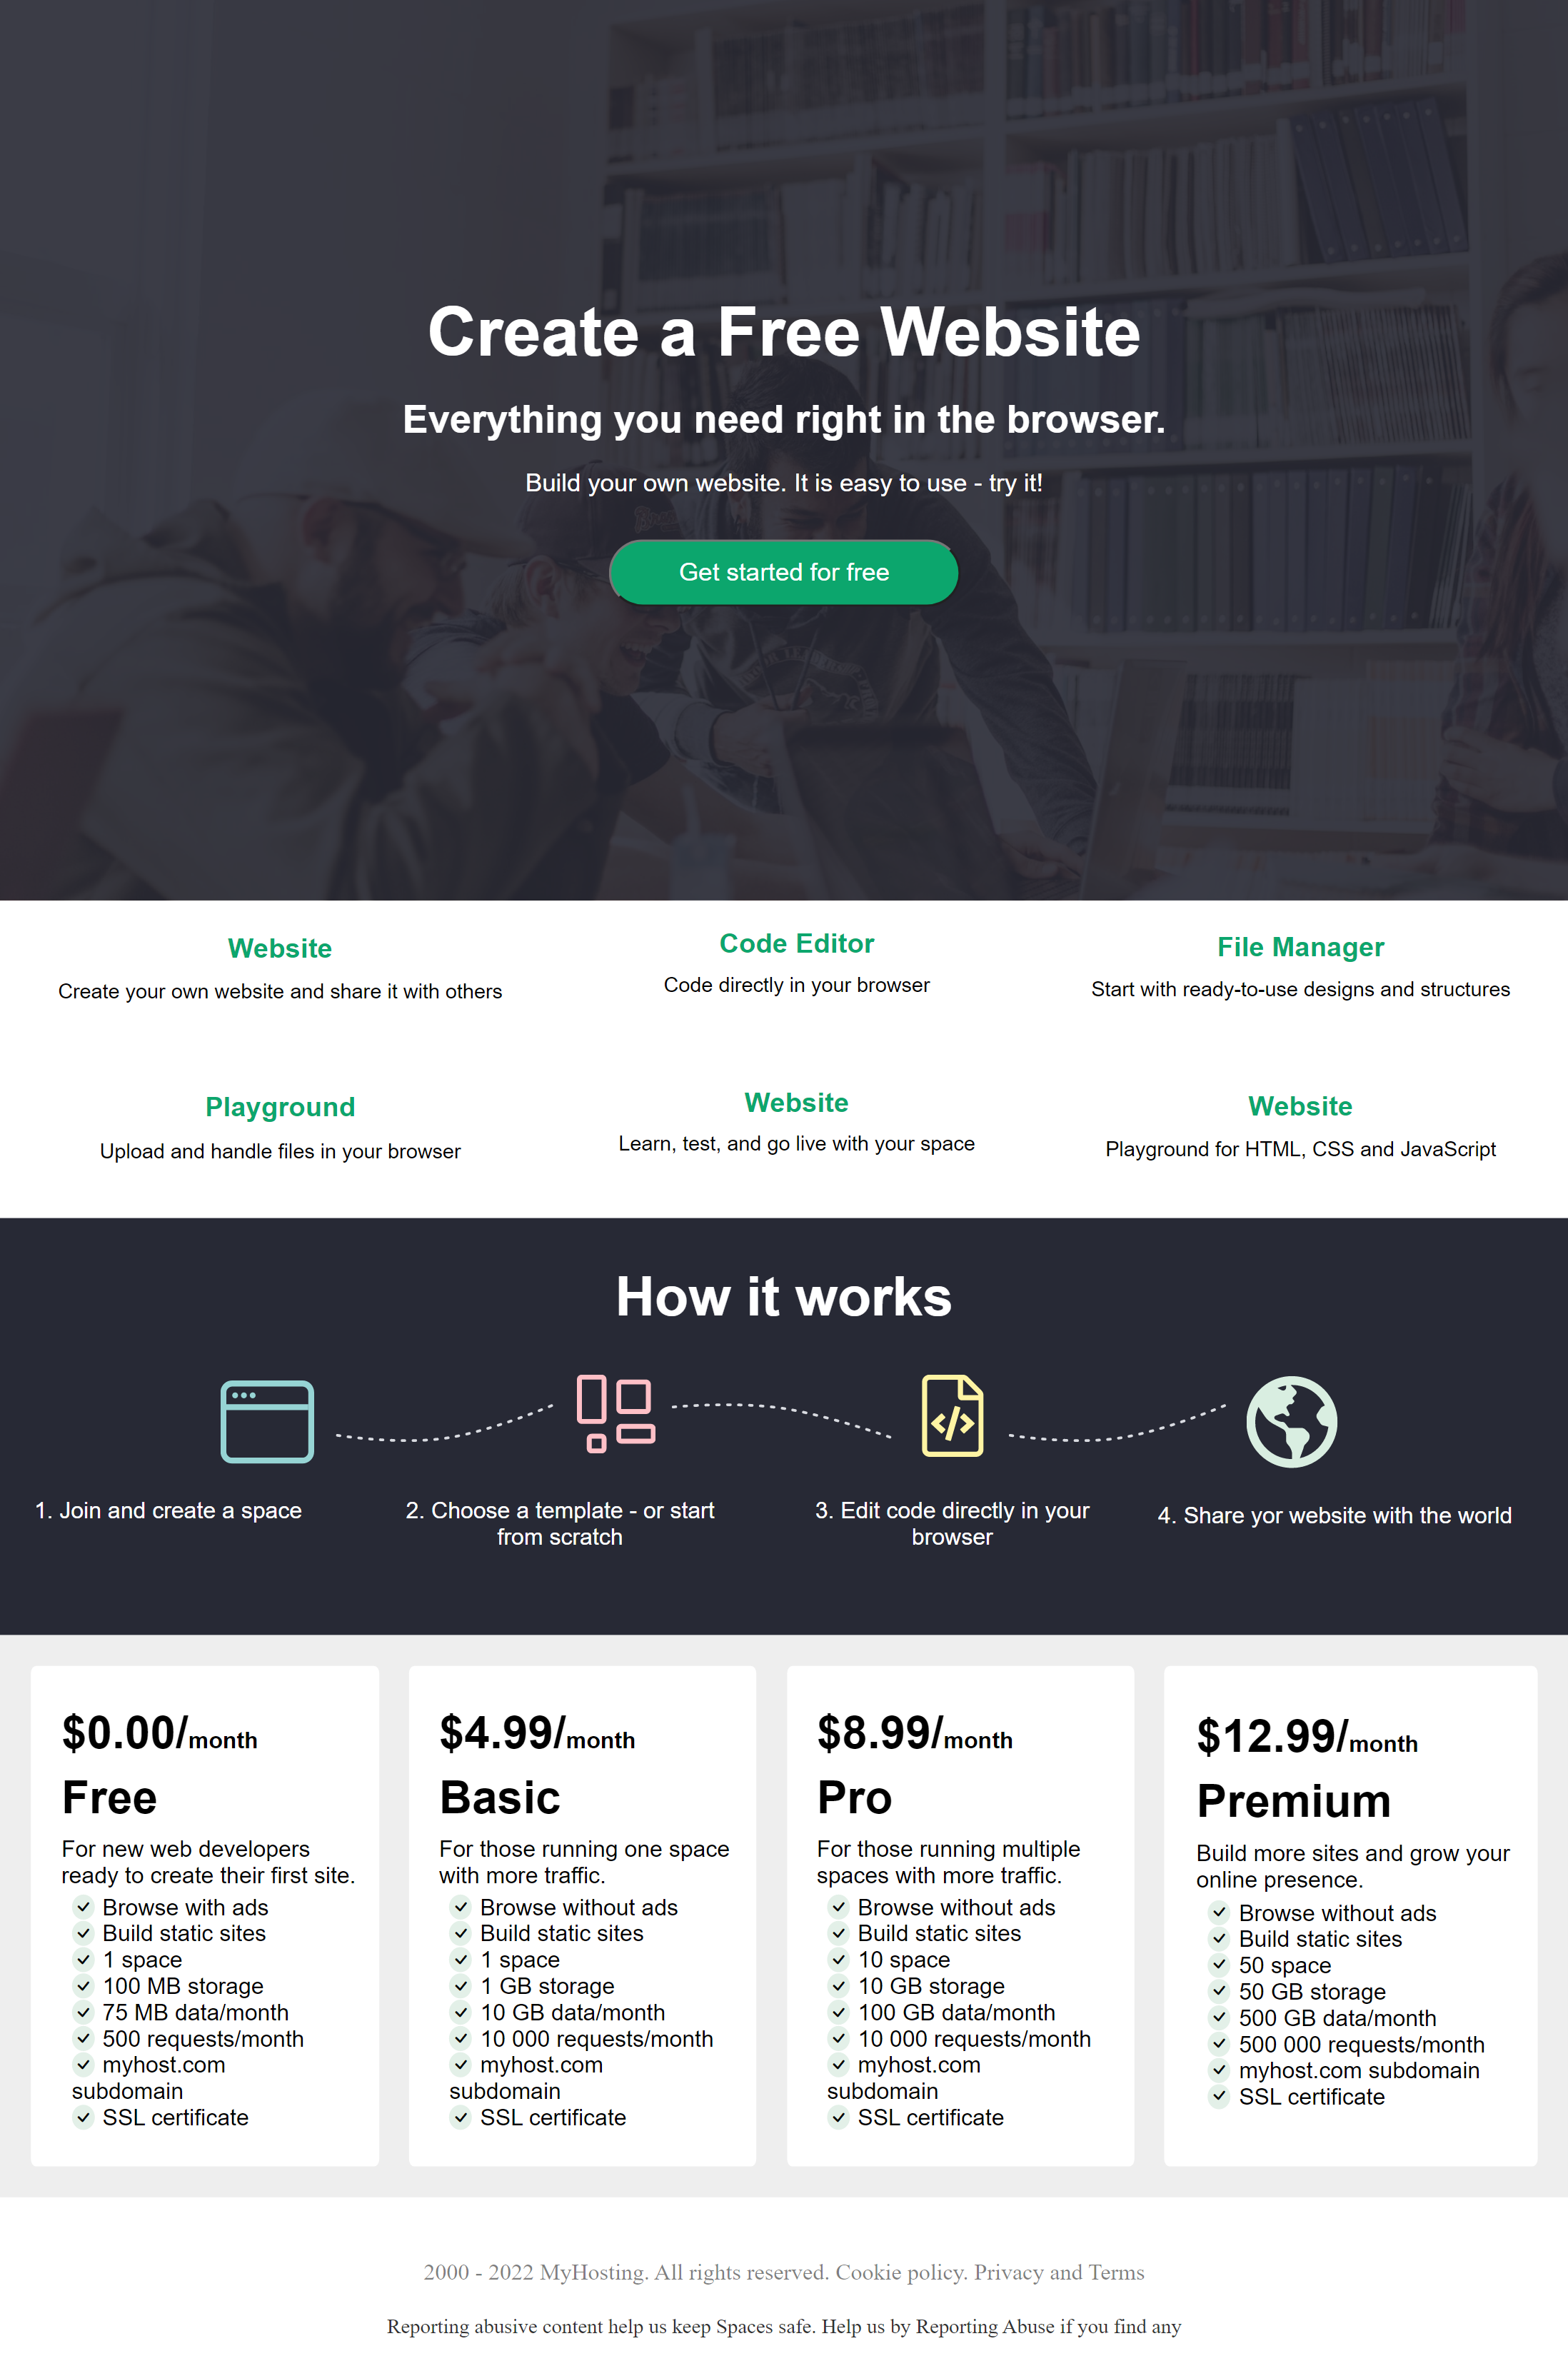 Create a Free Website
Everything you need right in the browser.
Build your own website. It is easy to use - try it!
Get started for free
Website
Create your own website and share it with others
Code Editor
Code directly in your browser
File Manager
Start with ready-to-use designs and structures
Playground
Upload and handle files in your browser
Website
Learn, test, and go live with your space
Website
Playground for HTML, CSS and JavaScript
How it works
1. Join and create a space
2. Choose a template - or start
from scratch
3. Edit code directly in your
browser
4. Share yor website with the world
$0.00/month
Free
For new web developers
ready to create their first site.
Browse with ads
Build static sites
1 space
100 MB storage
75 MB data/month
500 requests/month
myhost.com
subdomain
SSL certificate
$4.99/month
Basic
For those running one space
with more traffic.
Browse without ads
Build static sites
1 space
1 GB storage
10 GB data/month
10 000 requests/month
myhost.com
subdomain
SSL certificate
$8.99/month
Pro
For those running multiple
spaces with more traffic.
Browse without ads
Build static sites
10 space
10 GB storage
100 GB data/month
10 000 requests/month
myhost.com
subdomain
SSL certificate
$12.99/month
Premium
Build more sites and grow your
online presence.
Browse without ads
Build static sites
50 space
50 GB storage
500 GB data/month
500 000 requests/month
myhost.com subdomain
SSL certificate
2000 - 2022 MyHosting. All rights reserved. Cookie policy. Privacy and Terms
Reporting abusive content help us keep Spaces safe. Help us by Reporting Abuse if you find any